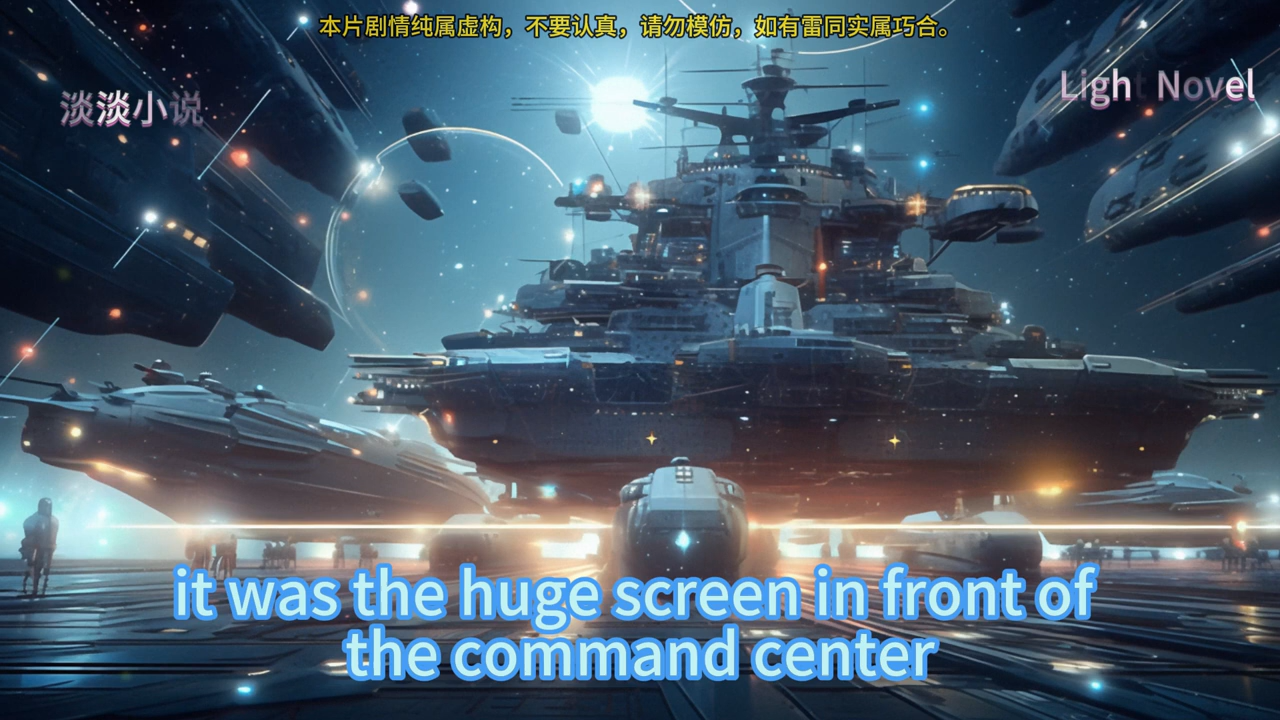 本片剧情纯属虚构，不要认真，请勿模仿，如有雷同实属巧合。
淡淡小说
Light Novel
it was the huge screen in front of
the command center